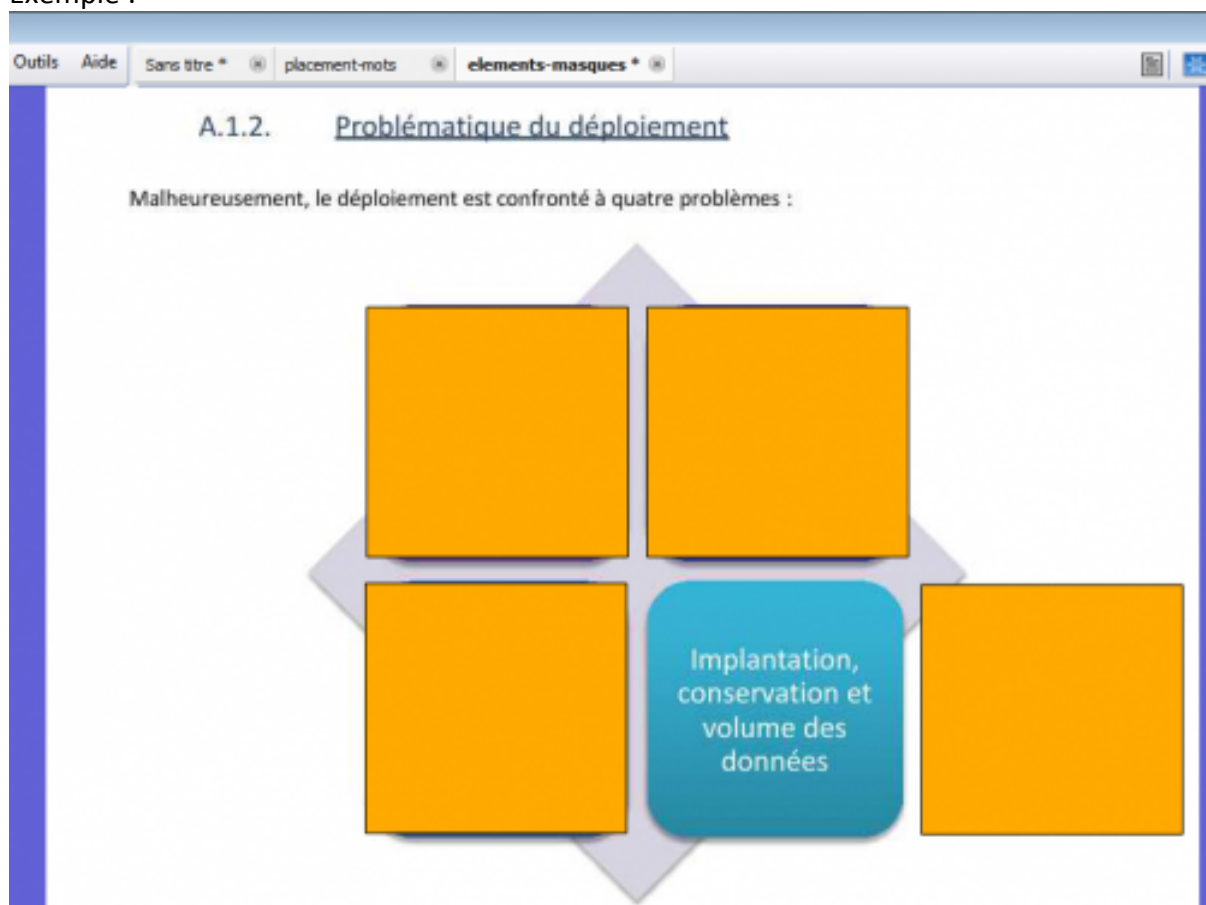 Exemple :
Outils Aide Sans titre * placement-mots elements-masques *
A.1.2. Problématique du déploiement
Malheureusement, le déploiement est confronté à quatre problèmes :
Implantation,
conservation et
volume des
données